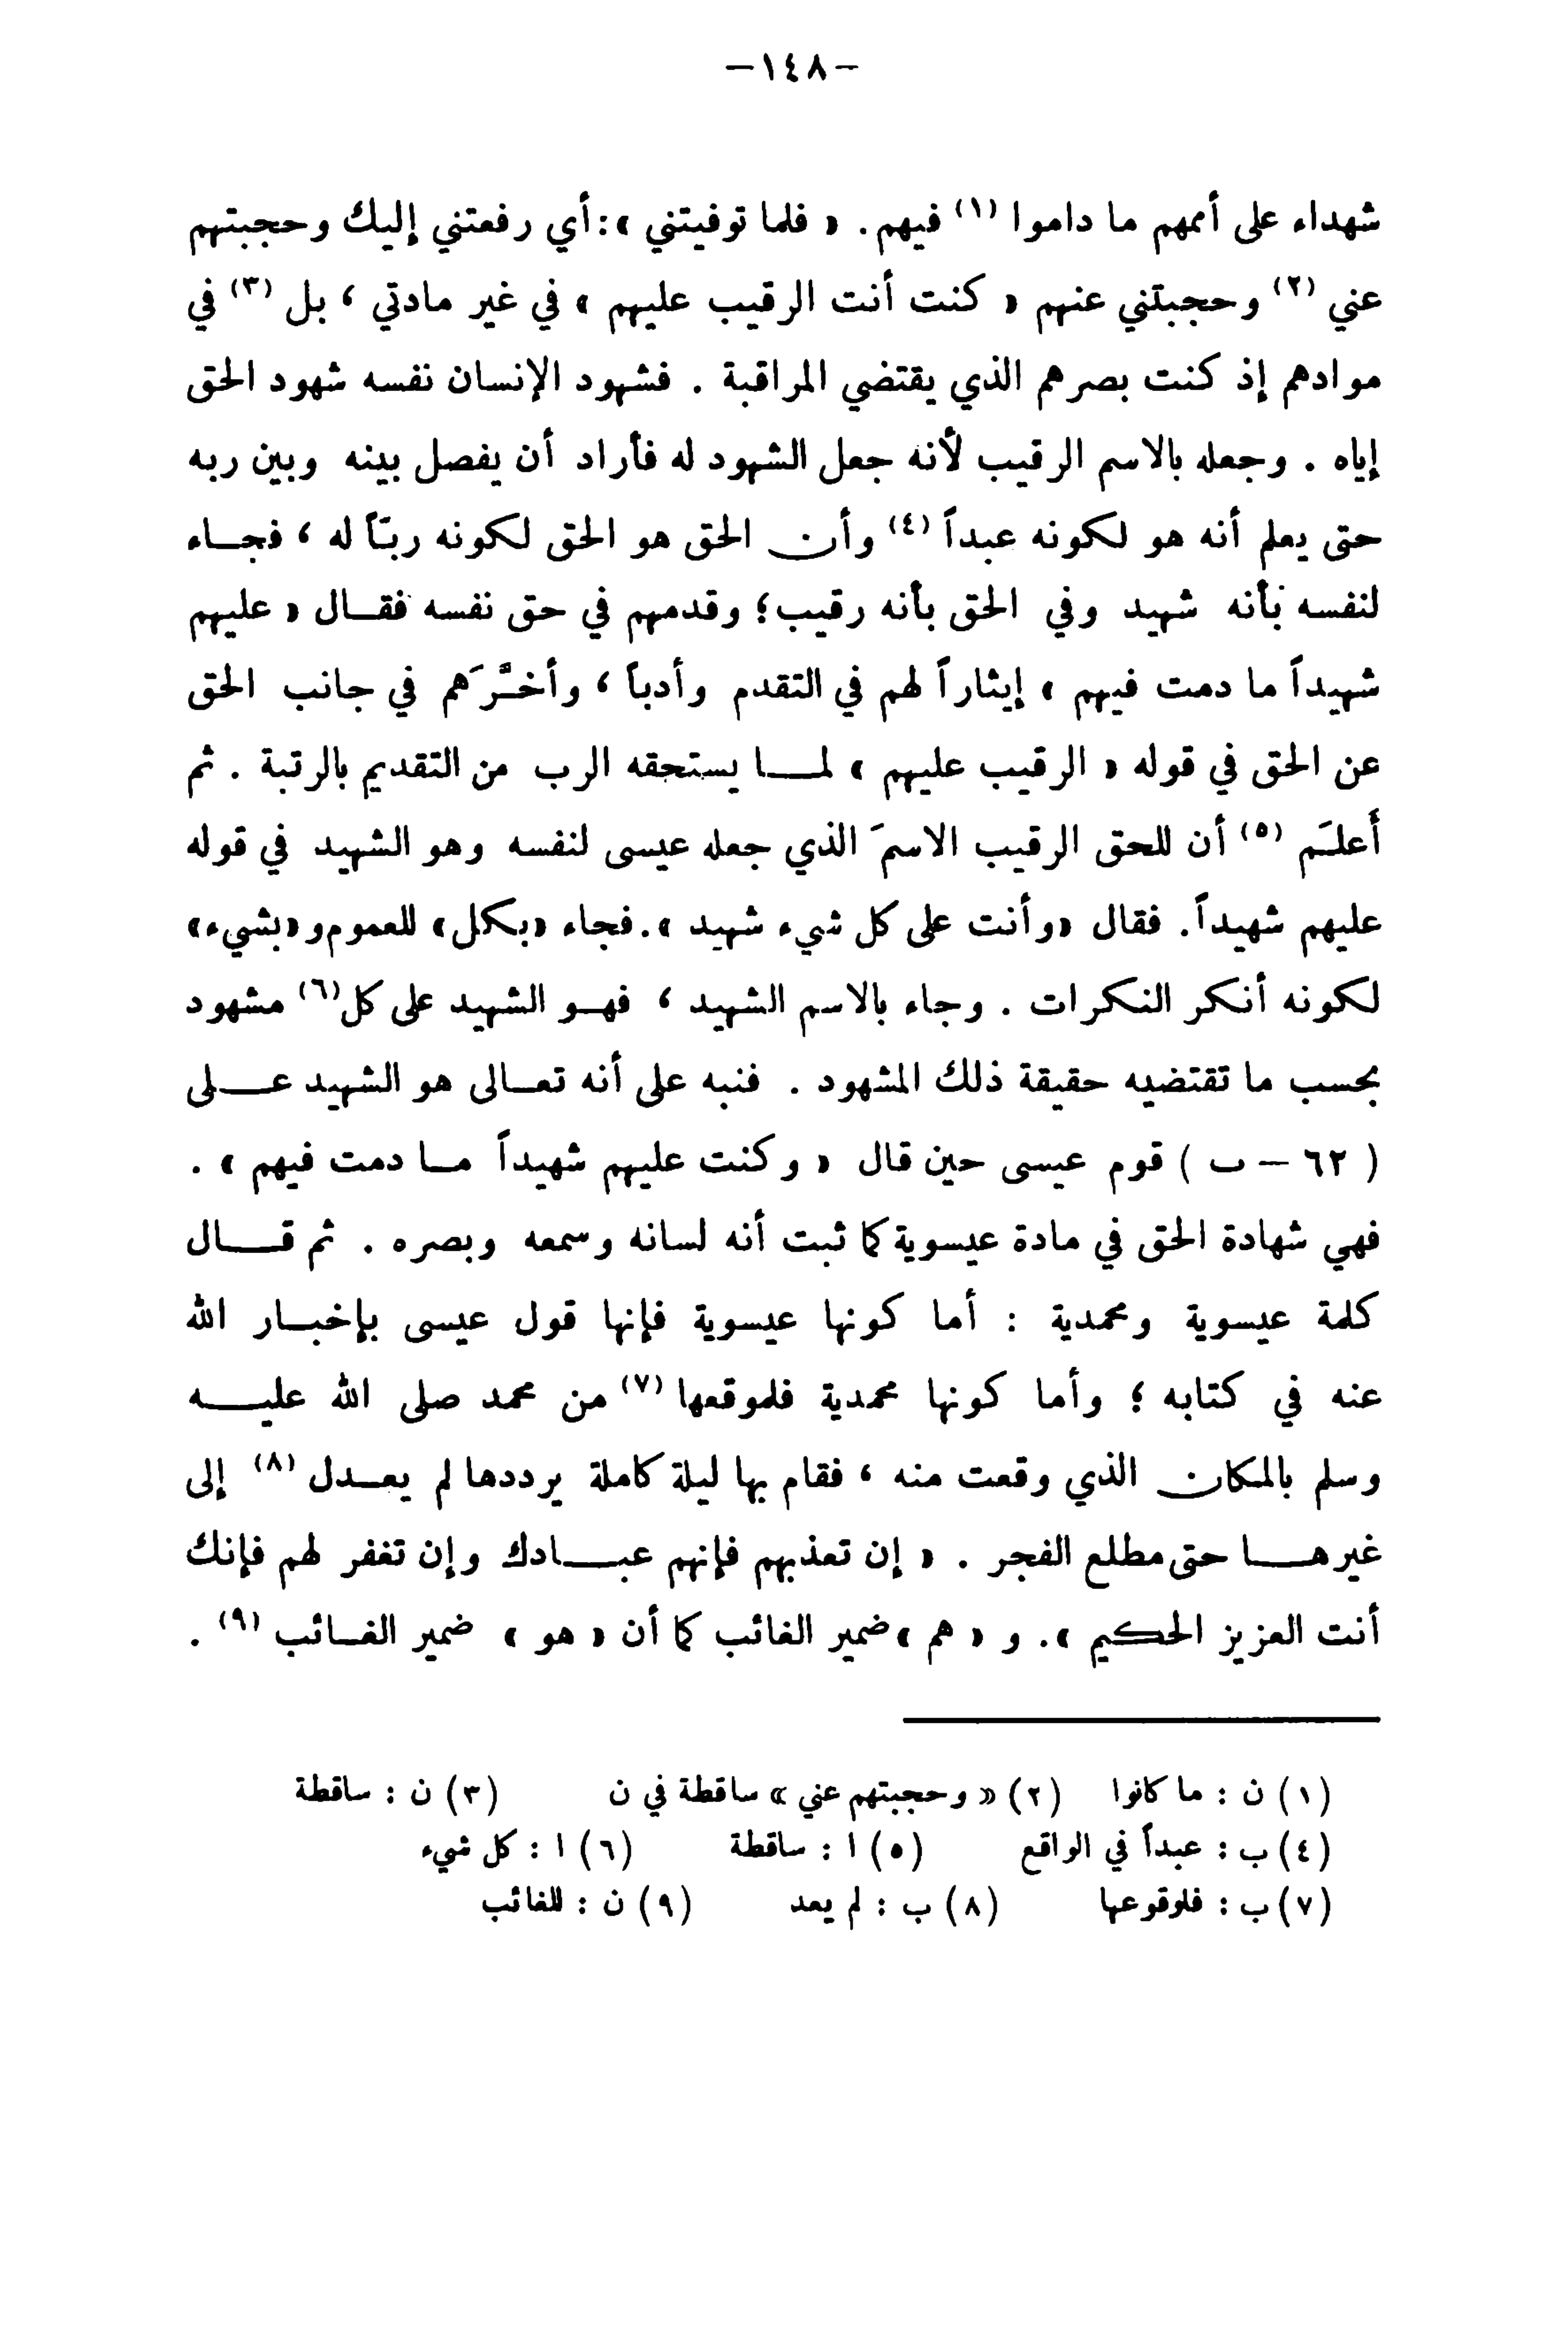 –١٤٨–
شهداء على أممهم ما داموا (١) فيهم. « فلما توفيتني »: أي رفعتني إليك وحجبتهم
عني (٢) وحجبتني عنهم « كنت أنت الرقيب عليهم » في غير مادتي ، بل (٣) في
موادهم إذ كنت بصرهم الذي يقتضي المراقبة . فشهود الإنسان نفسه شهود الحق
إياه . وجعله بالاسم الرقيب لأنه جعل الشهود له فأراد أن يفصل بينه وبين ربه
حتى يعلم أنه هو لكونه عبداً (٤) وأن الحق هو الحق لكونه ربّاً له ، فجاء
لنفسه بأنه شهيد وفي الحق بأنه رقيب؛ وقدمهم في حق نفسه فقال « عليهم
شهيداً ما دمت فيهم » إيثاراً لهم في التقدم وأدباً ، وأخَّرَهم في جانب الحق
عن الحق في قوله « الرقيب عليهم » لما يستحقه الرب من التقديم بالرتبة . ثم
أَعلَم (٥) أن للحق الرقيب الاسمَ الذي جعله عيسى لنفسه وهو الشهيد في قوله
عليهم شهيداً. فقال «وأنت على كل شيء شهيد ».فجاء «بكل» للعموم و«بشيء»
لكونه أنكر النكرات . وجاء بالاسم الشهيد ، فهو الشهيد على كل(٦) مشهود
بحسب ما تقتضيه حقيقة ذلك المشهود . فنبه على أنه تعالى هو الشهيد على
( ٦٢ – ب ) قوم عيسى حين قال « وكنت عليهم شهيداً ما دمت فيهم » .
فهي شهادة الحق في مادة عيسوية كما ثبت أنه لسانه وسمعه وبصره . ثم قال
كلمة عيسوية ومحمدية : أما كونها عيسوية فإنها قول عيسى بإخبار الله
عنه في كتابه ؛ وأما كونها محمدية فلموقعها(٧) من محمد صلى الله عليه
وسلم بالمكان الذي وقعت منه ، فقام بها ليلة كاملة يرددها لم يعدل (٨) إلى
غيرها حتى مطلع الفجر . « إن تعذبهم فإنهم عبادك وإن تغفر لهم فإنك
أنت العزيز الحكيم ». و « هم » ضمير الغائب كما أن « هو » ضمير الغائب (٩) .
(١) ن : ما كانوا (٢) « وحجبتهم عني » ساقطة في ن (٣) ن : ساقطة
(٤) ب : عبداً في الواقع (٥) ا : ساقطة (٦) ا : كل شيء
(٧) ب : فلوقوعها (٨) ب : لم يعد (٩) ن : للغائب